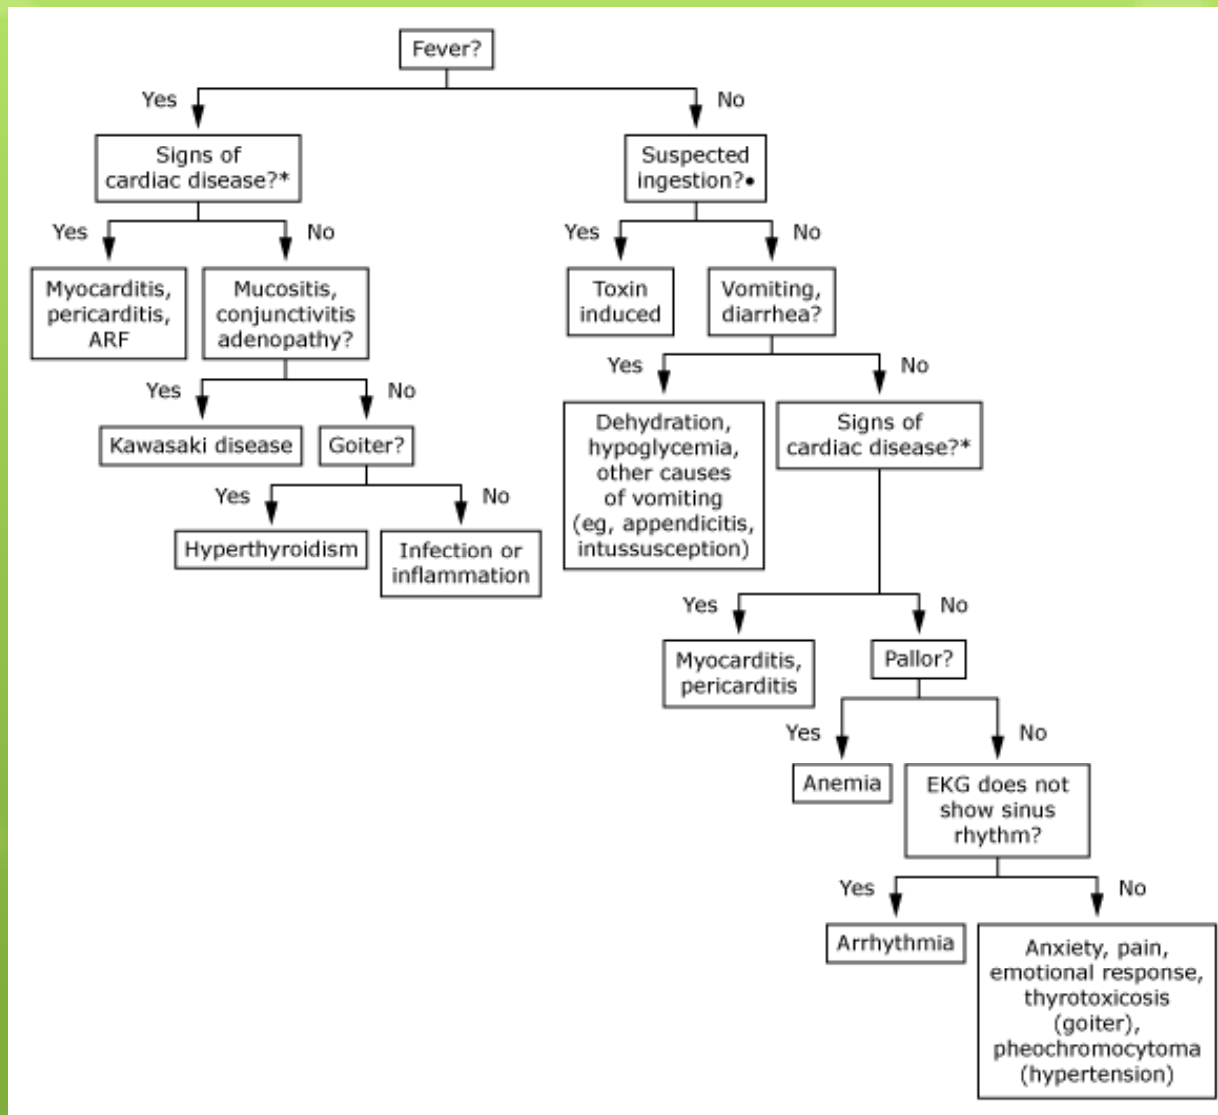 Fever?
Yes
No
Signs of
cardiac disease?*
Suspected
ingestion?•
Yes
No
Yes
No
Myocarditis,
pericarditis,
ARF
Mucositis,
conjunctivitis
adenopathy?
Toxin
induced
Vomiting,
diarrhea?
Yes
No
Yes
No
Kawasaki disease
Goiter?
Dehydration,
hypoglycemia,
other causes
of vomiting
(eg, appendicitis,
intussusception)
Signs of
cardiac disease?*
Yes
No
Hyperthyroidism
Infection or
inflammation
Yes
No
Myocarditis,
pericarditis
Pallor?
Yes
No
Anemia
EKG does not
show sinus
rhythm?
Yes
No
Arrhythmia
Anxiety, pain,
emotional response,
thyrotoxicosis
(goiter),
pheochromocytoma
(hypertension)